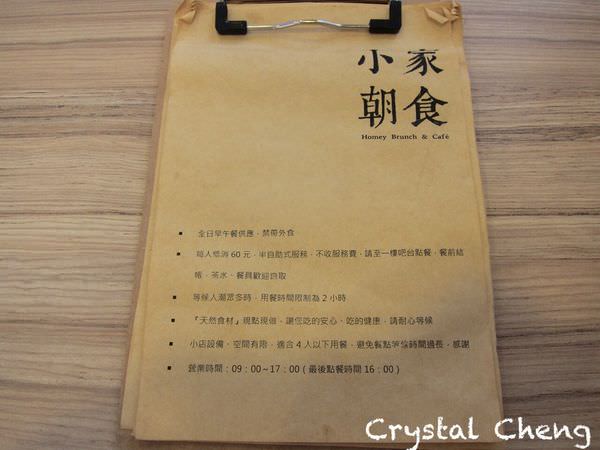 小家
朝食
Homey Brunch & Café
▪ 全日早午餐供應，禁帶外食
▪ 每人低消 60 元，半自助式服務，不收服務費，請至一樓吧台點餐，餐前結
帳，茶水、餐具歡迎自取
▪ 等候人潮眾多時，用餐時間限制為 2 小時
▪ 「天然食材」現點現做，讓您吃的安心、吃的健康，請耐心等候
▪ 小店設備、空間有限，適合 4 人以下用餐，避免餐點等候時間過長，感謝
▪ 營業時間：09：00~17：00（最後點餐時間 16：00）
Crystal Cheng